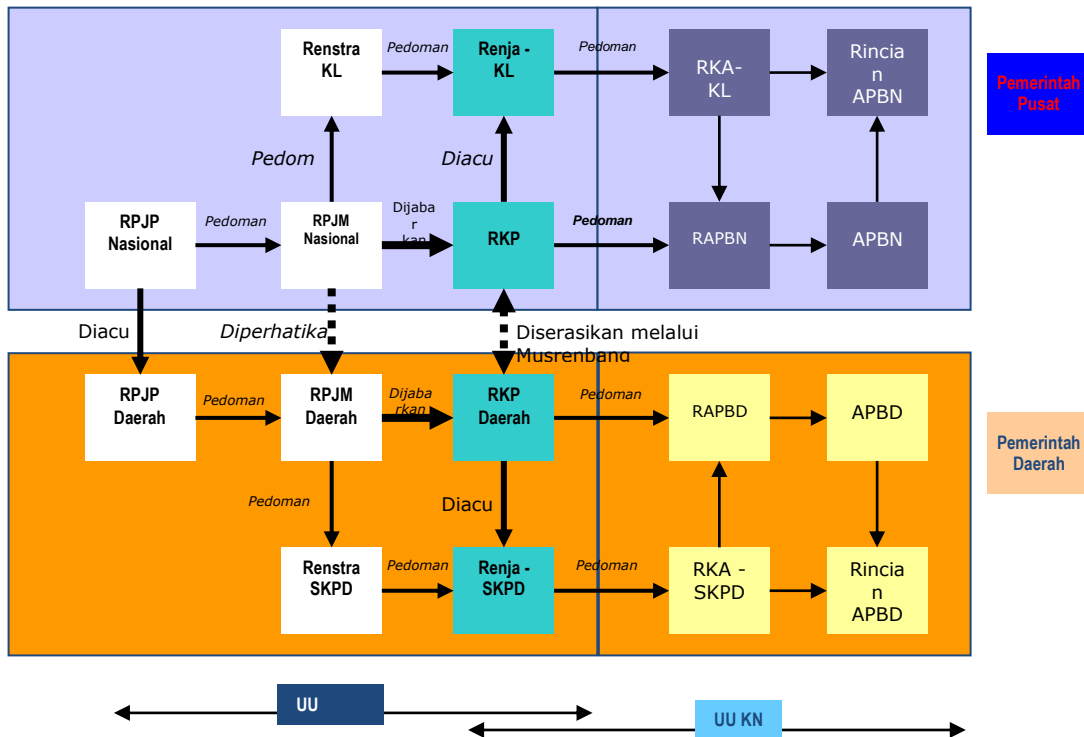 Renstra
KL
Pedoman
Renja -
KL
Pedoman
RKA-
KL
Rincia
n
APBN
Pemerintah
Pusat
Pedom
Diacu
RPJP
Nasional
Pedoman
RPJM
Nasional
Dijaba
r
kan
RKP
Pedoman
RAPBN
APBN
Diacu
Diperhatika
Diserasikan melalui
Musrenbang
RPJP
Daerah
Pedoman
RPJM
Daerah
Dijaba
rkan
RKP
Daerah
Pedoman
RAPBD
APBD
Pemerintah
Daerah
Pedoman
Diacu
Renstra
SKPD
Pedoman
Renja -
SKPD
Pedoman
RKA -
SKPD
Rincia
n
APBD
UU
UU KN